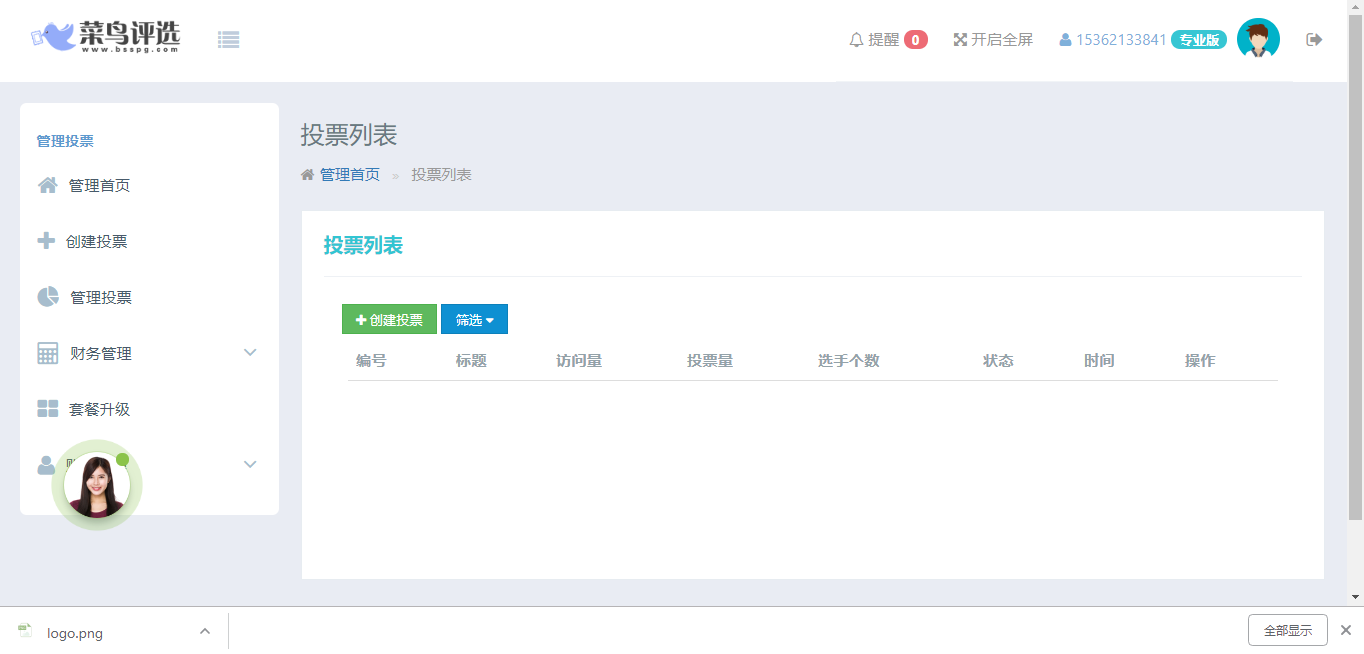 菜鸟评选
www.bsspg.com
提醒 0
开启全屏
15362133841 专业版
管理投票
管理首页
创建投票
管理投票
财务管理
套餐升级
投票列表
管理首页 » 投票列表
投票列表
创建投票 筛选
编号 标题 访问量 投票量 选手个数 状态 时间 操作
logo.png
全部显示